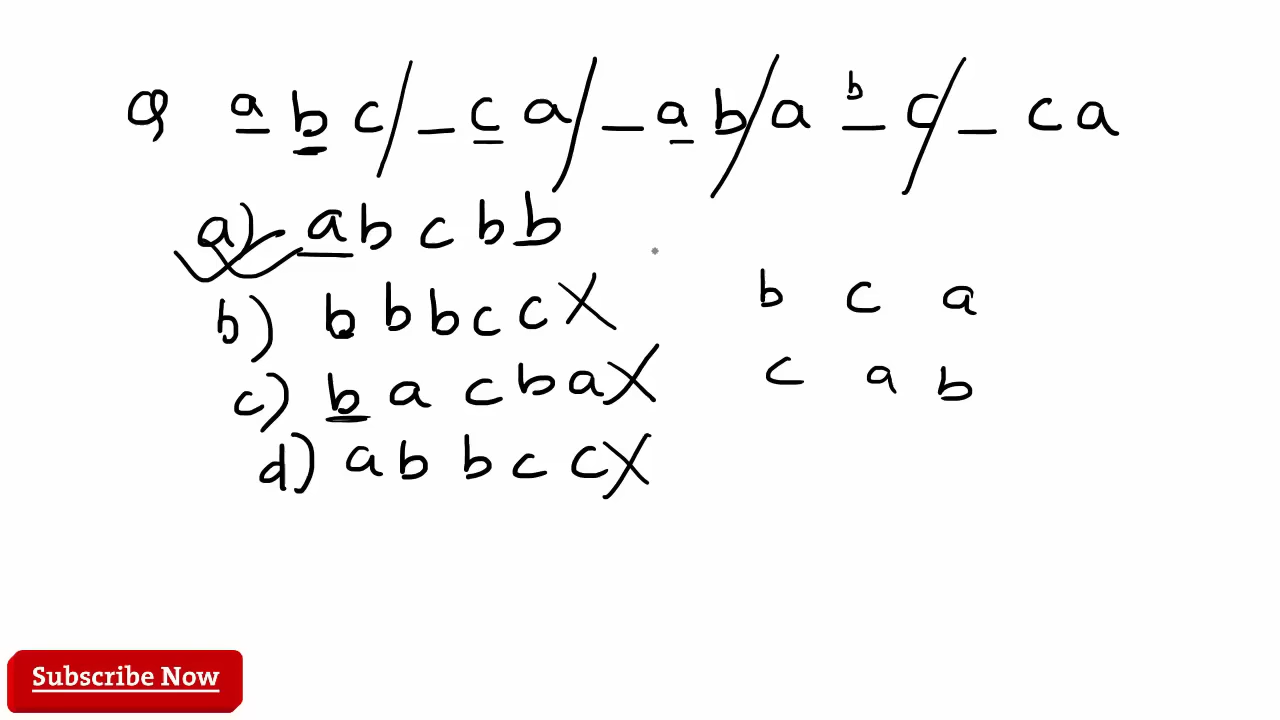 Q a b c / _ c a / _ a b / a b c / _ c a
a) a b c b b
b) b b b c c X
b c a
c) b a c b a X
c a b
d) a b b c c X
Subscribe Now